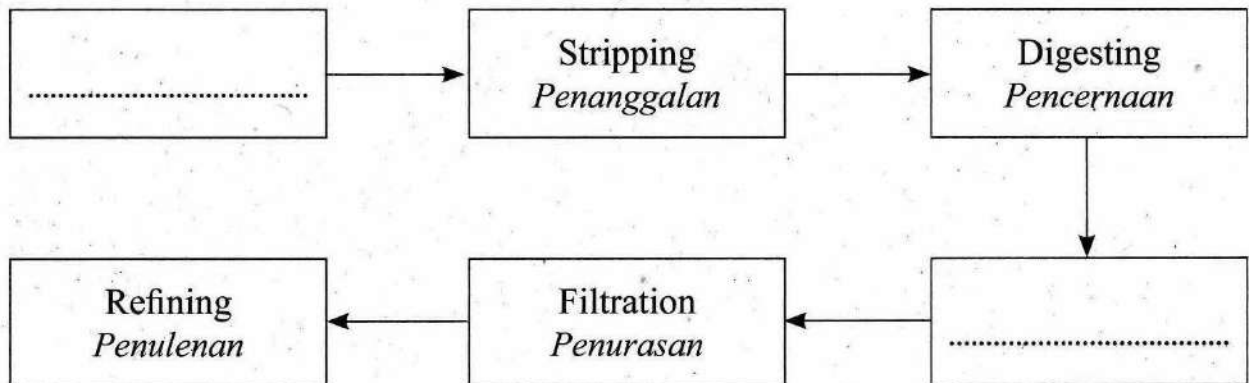 Stripping
Penanggalan
Digesting
Pencernaan
Refining
Penulenan
Filtration
Penurasan